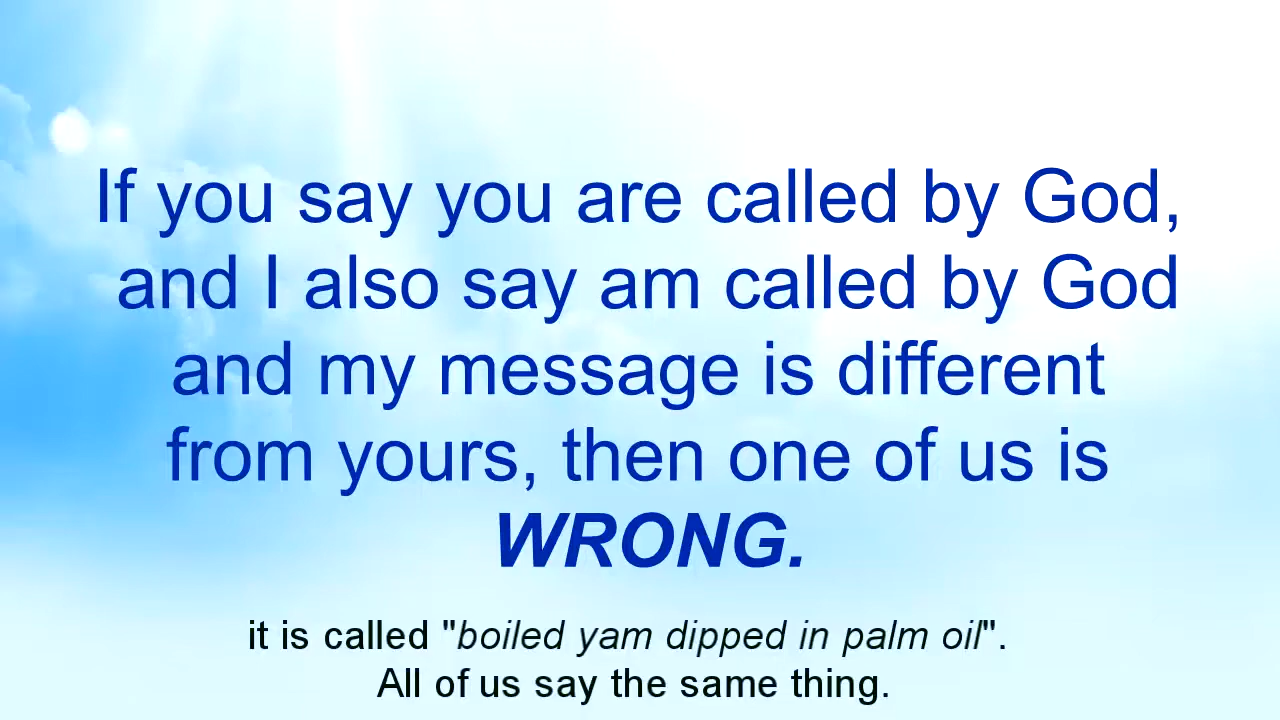 If you say you are called by God,
and I also say am called by God
and my message is different
from yours, then one of us is
WRONG.
it is called "boiled yam dipped in palm oil".
All of us say the same thing.